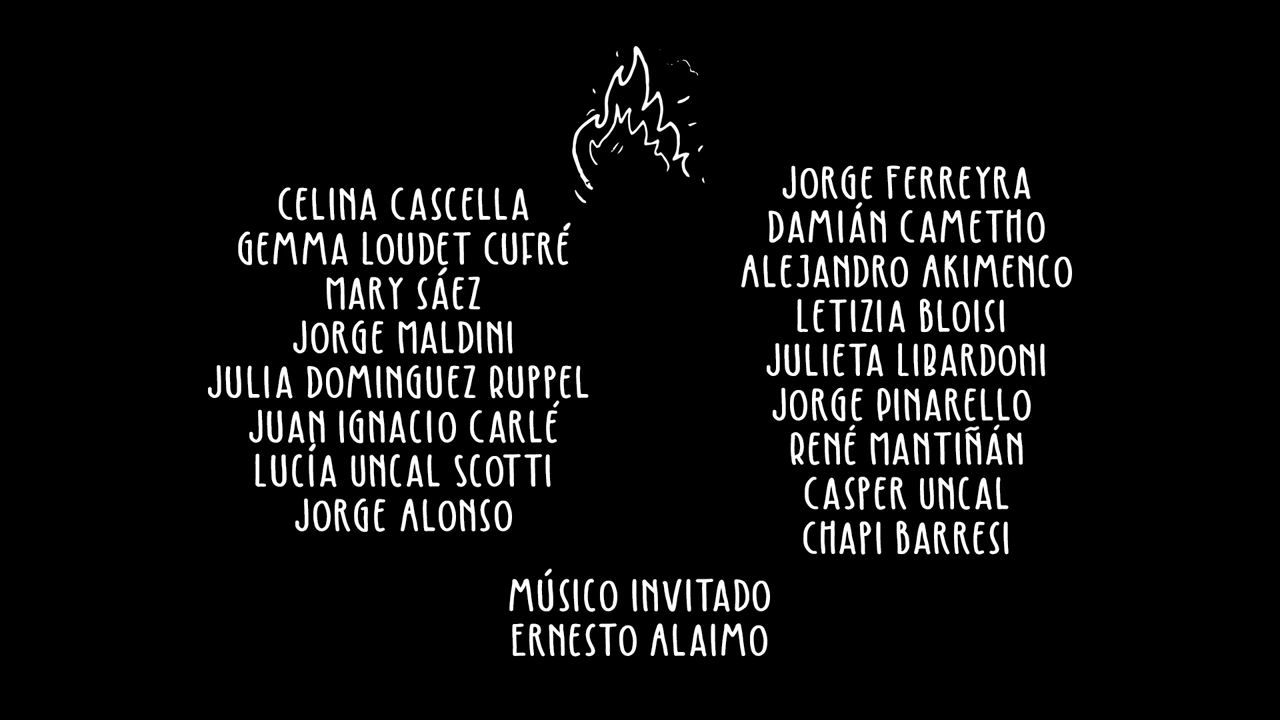 CELINA CASCELLA
GEMMA LOUDET CUFRÉ
MARY SÁEZ
JORGE MALDINI
JULIA DOMINGUEZ RUPPEL
JUAN IGNACIO CARLÉ
LUCÍA UNCAL SCOTTI
JORGE ALONSO
JORGE FERREYRA
DAMIÁN CAMETHO
ALEJANDRO AKIMENCO
LETIZIA BLOISI
JULIETA LIBARDONI
JORGE PINARELLO
RENÉ MANTIÑÁN
CASPER UNCAL
CHAPI BARRESI
MÚSICO INVITADO
ERNESTO ALAIMO